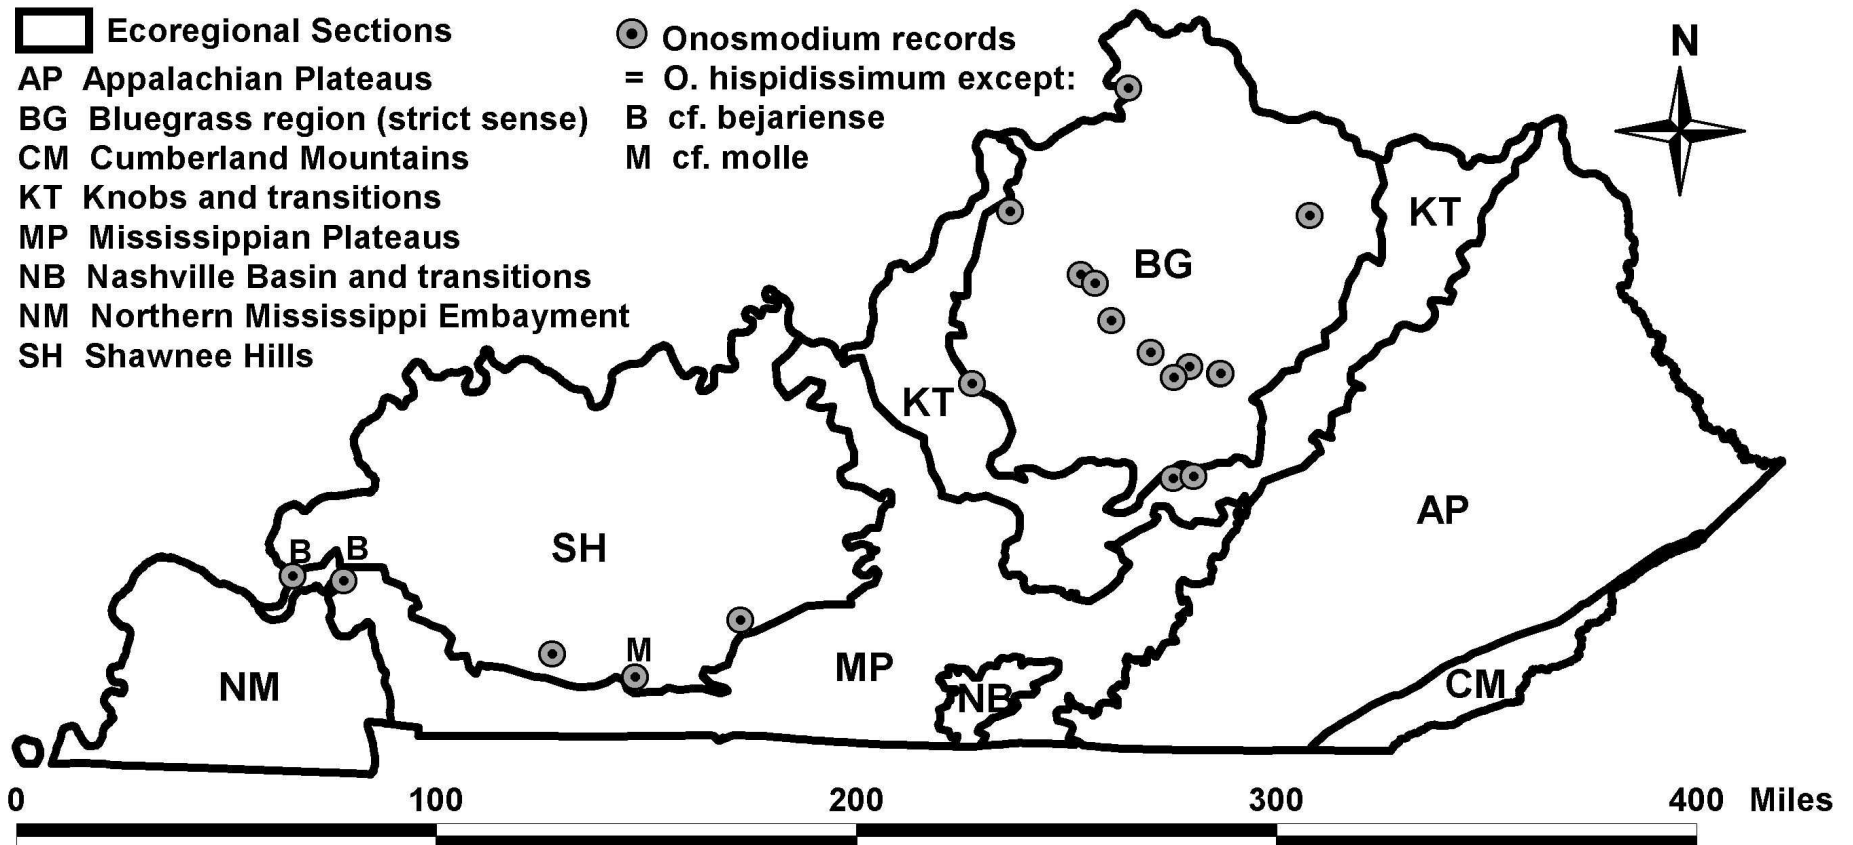 Ecoregional Sections
AP Appalachian Plateaus
BG Bluegrass region (strict sense)
CM Cumberland Mountains
KT Knobs and transitions
MP Mississippian Plateaus
NB Nashville Basin and transitions
NM Northern Mississippi Embayment
SH Shawnee Hills
Onosmodium records
= O. hispidissimum except:
B cf. bejariense
M cf. molle
N
KT
BG
KT
AP
SH
B
B
M
MP
NM
NB
CM
0 100 200 300 400 Miles